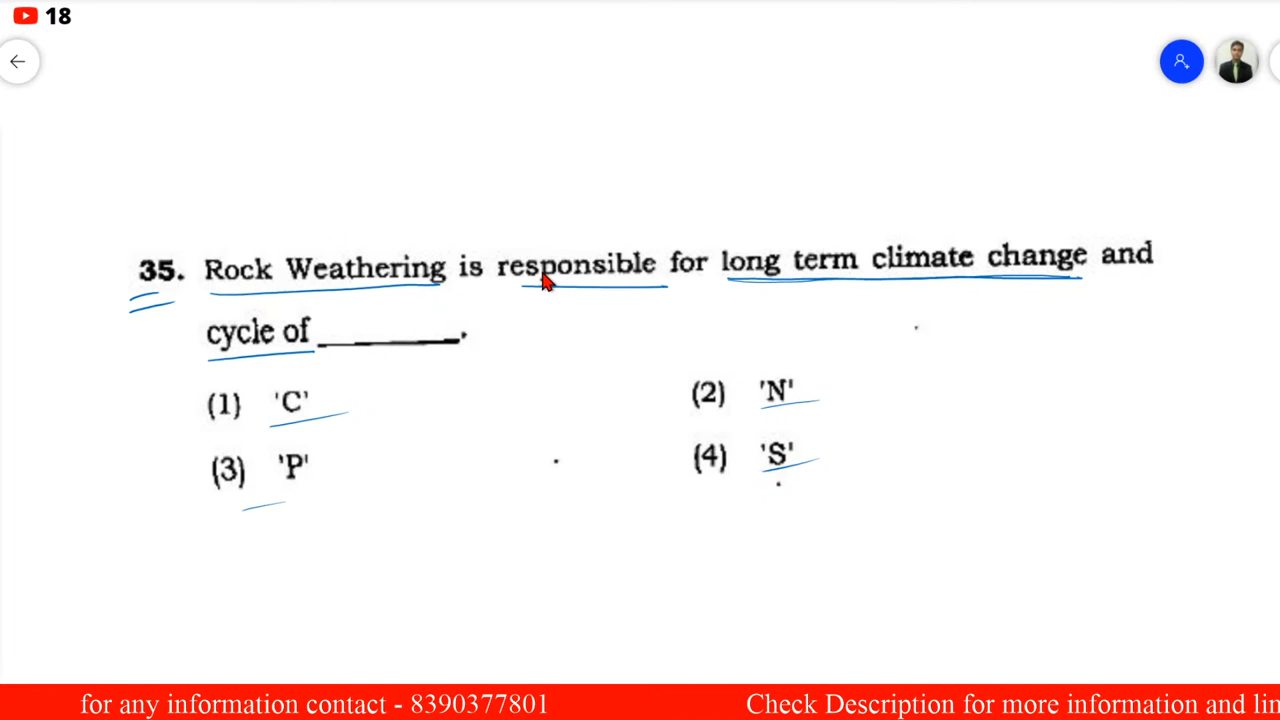 18
35. Rock Weathering is responsible for long term climate change and
cycle of ________.
(1) 'C' (2) 'N'
(3) 'P' (4) 'S'
for any information contact - 8390377801 Check Description for more information and lin